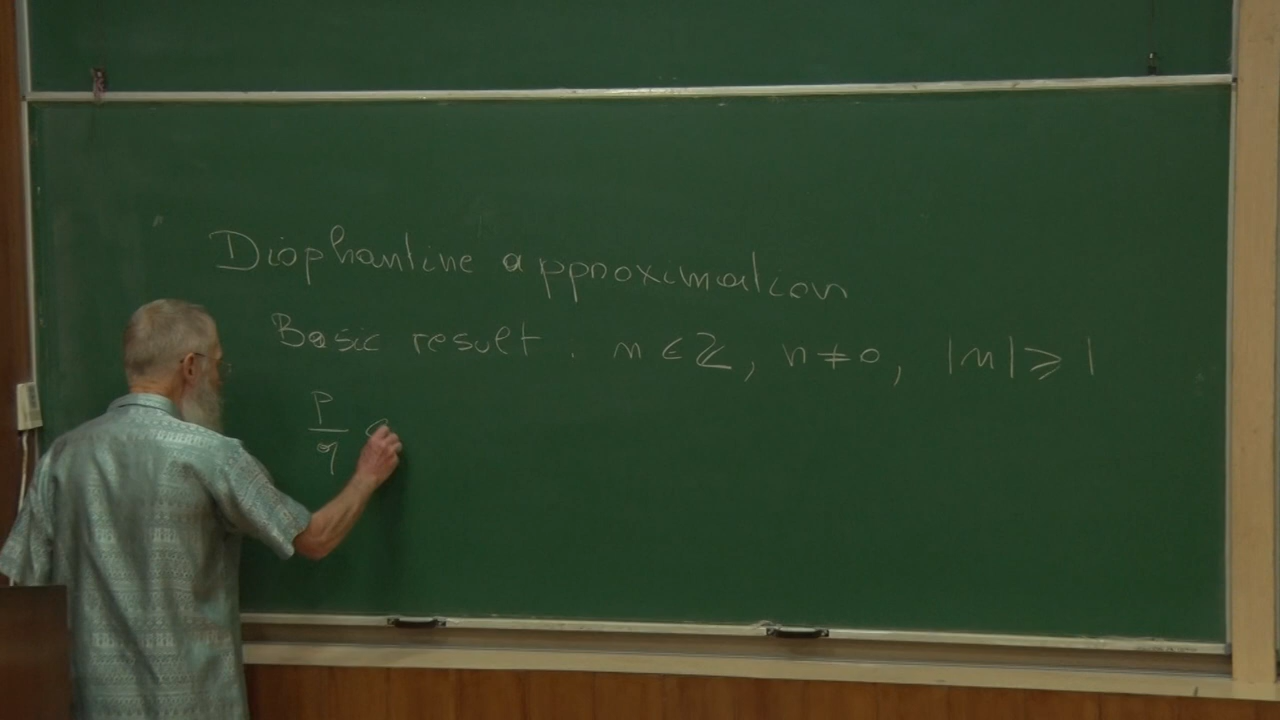 Diophantine approximation
Basic result. n ∈ ℤ, n ≠ 0, |n| ⩾ 1
p/q